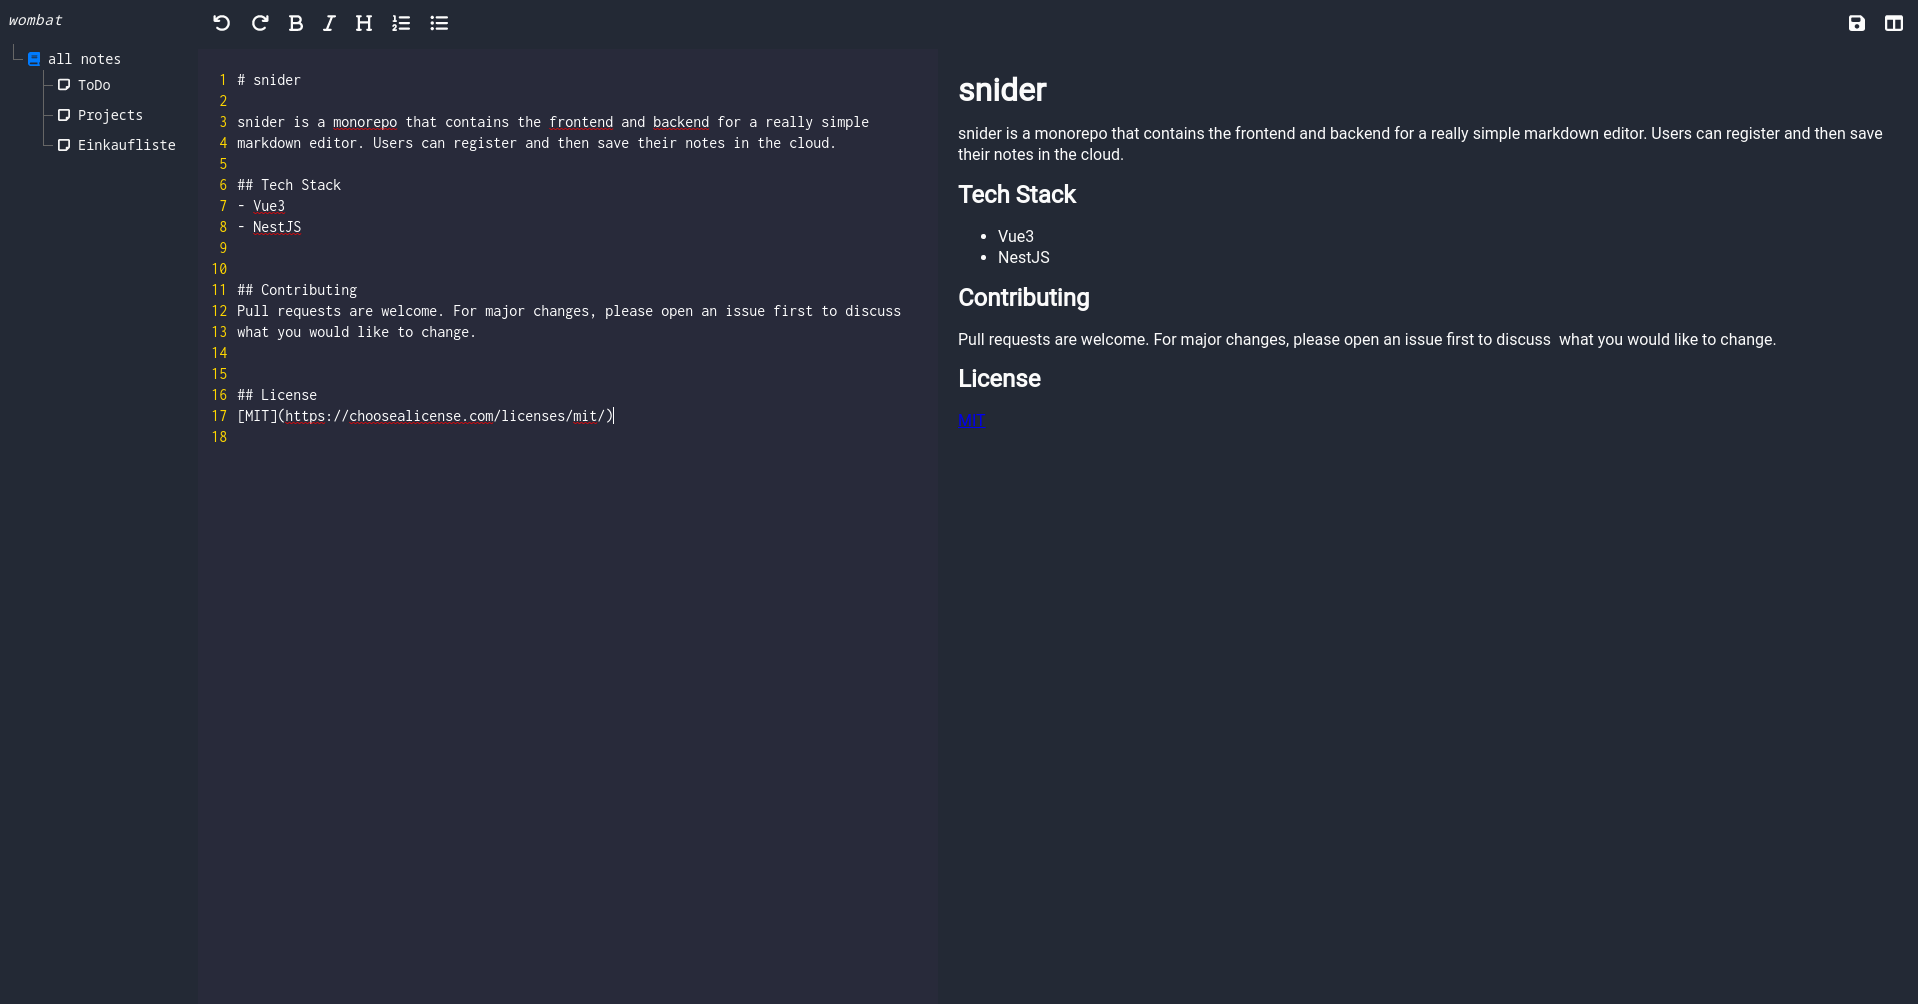 wombat
all notes
ToDo
Projects
Einkaufliste
1 # snider
2
3 snider is a monorepo that contains the frontend and backend for a really simple
4 markdown editor. Users can register and then save their notes in the cloud.
5
6 ## Tech Stack
7 - Vue3
8 - NestJS
9
10
11 ## Contributing
12 Pull requests are welcome. For major changes, please open an issue first to discuss
13 what you would like to change.
14
15
16 ## License
17 [MIT](https://choosealicense.com/licenses/mit/)
18
snider
snider is a monorepo that contains the frontend and backend for a really simple markdown editor. Users can register and then save
their notes in the cloud.
Tech Stack
• Vue3
• NestJS
Contributing
Pull requests are welcome. For major changes, please open an issue first to discuss  what you would like to change.
License
MIT